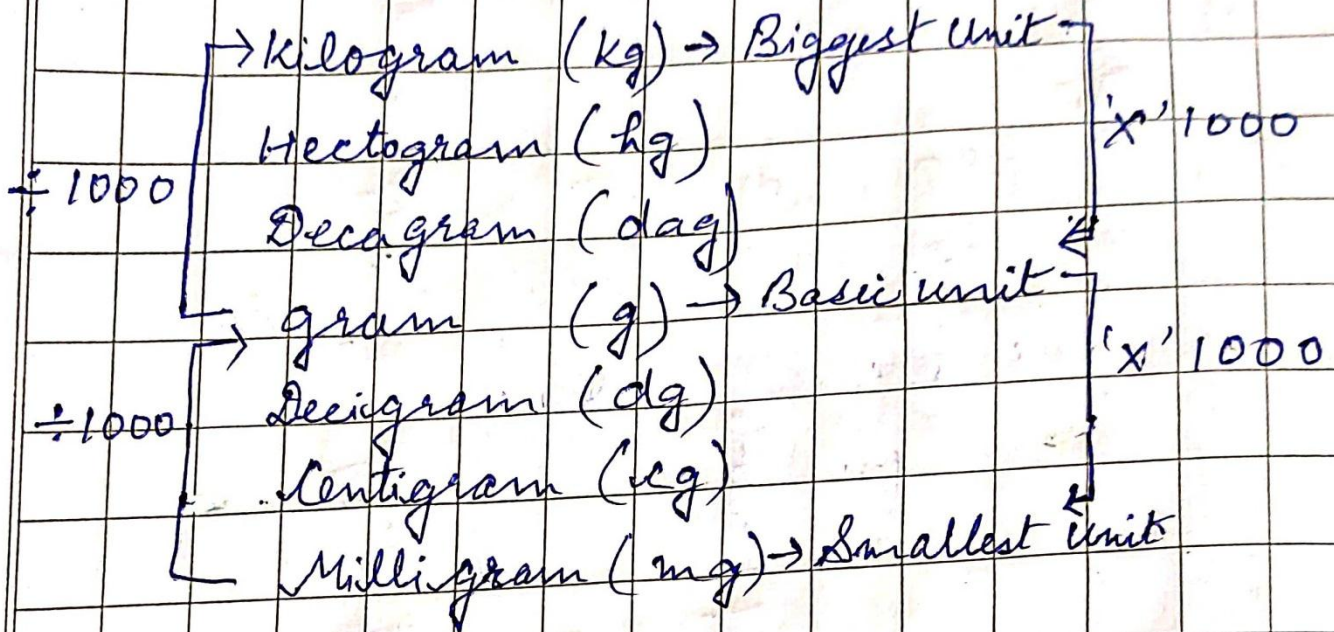 Kilogram (kg) → Biggest Unit
'x' 1000
Hectogram (hg)
÷ 1000
Decagram (dag)
gram (g) → Basic unit
'x' 1000
Decigram (dg)
÷1000
Centigram (cg)
Milligram (mg) → Smallest Unit